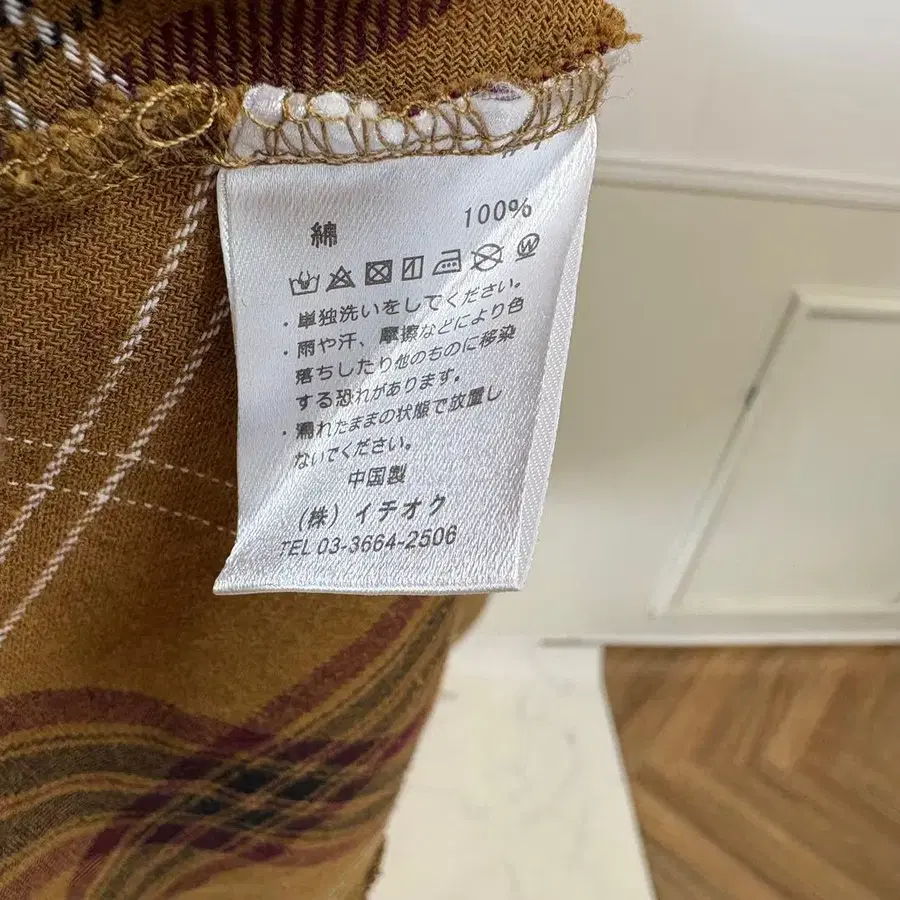 綿 100%
・単独洗いをしてください。
・雨や汗、摩擦などにより色
落ちしたり他のものに移染
する恐れがあります。
・濡れたままの状態で放置し
ないでください。
中国製
(株) イチオク
TEL 03-3664-2506